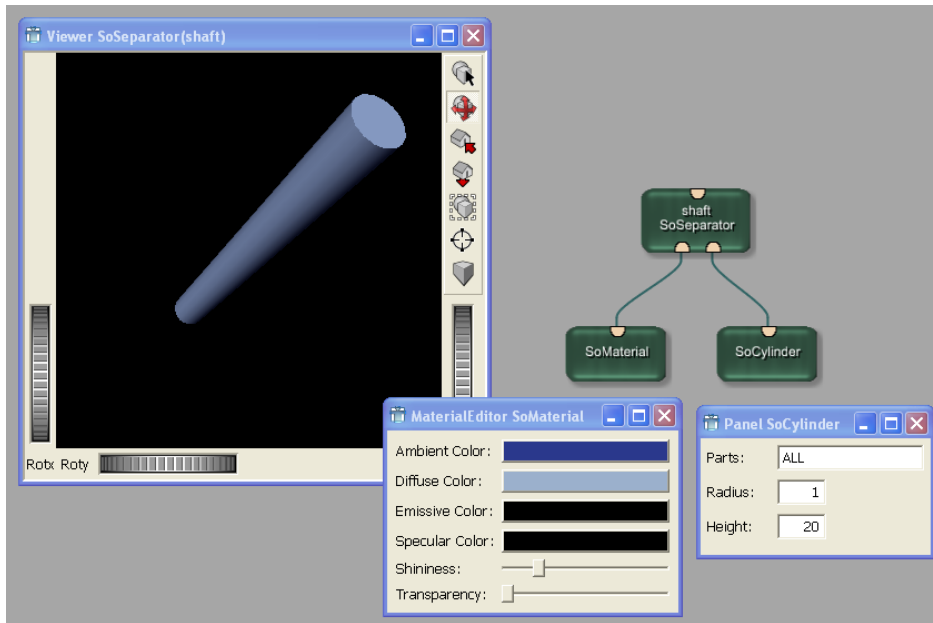 Viewer SoSeparator(shaft)
shaft
SoSeparator
SoMaterial
SoCylinder
Rotx Roty
MaterialEditor SoMaterial
Ambient Color:
Diffuse Color:
Emissive Color:
Specular Color:
Shininess:
Transparency:
Panel SoCylinder
Parts: ALL
Radius: 1
Height: 20